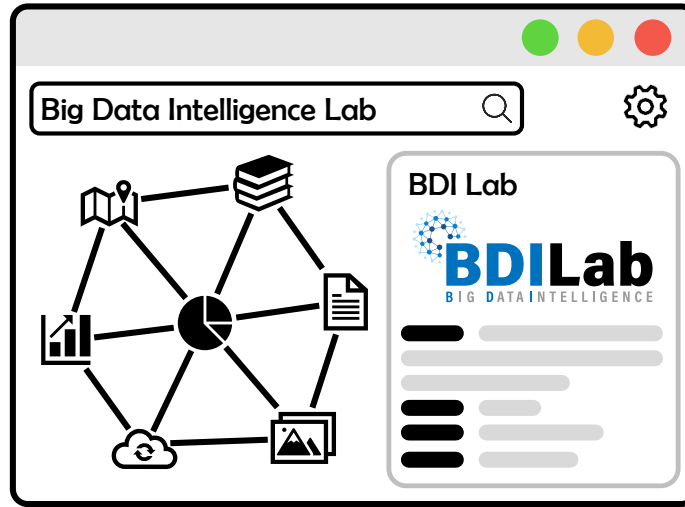 Big Data Intelligence Lab
BDI Lab
BDILab
BIG DATA INTELLIGENCE